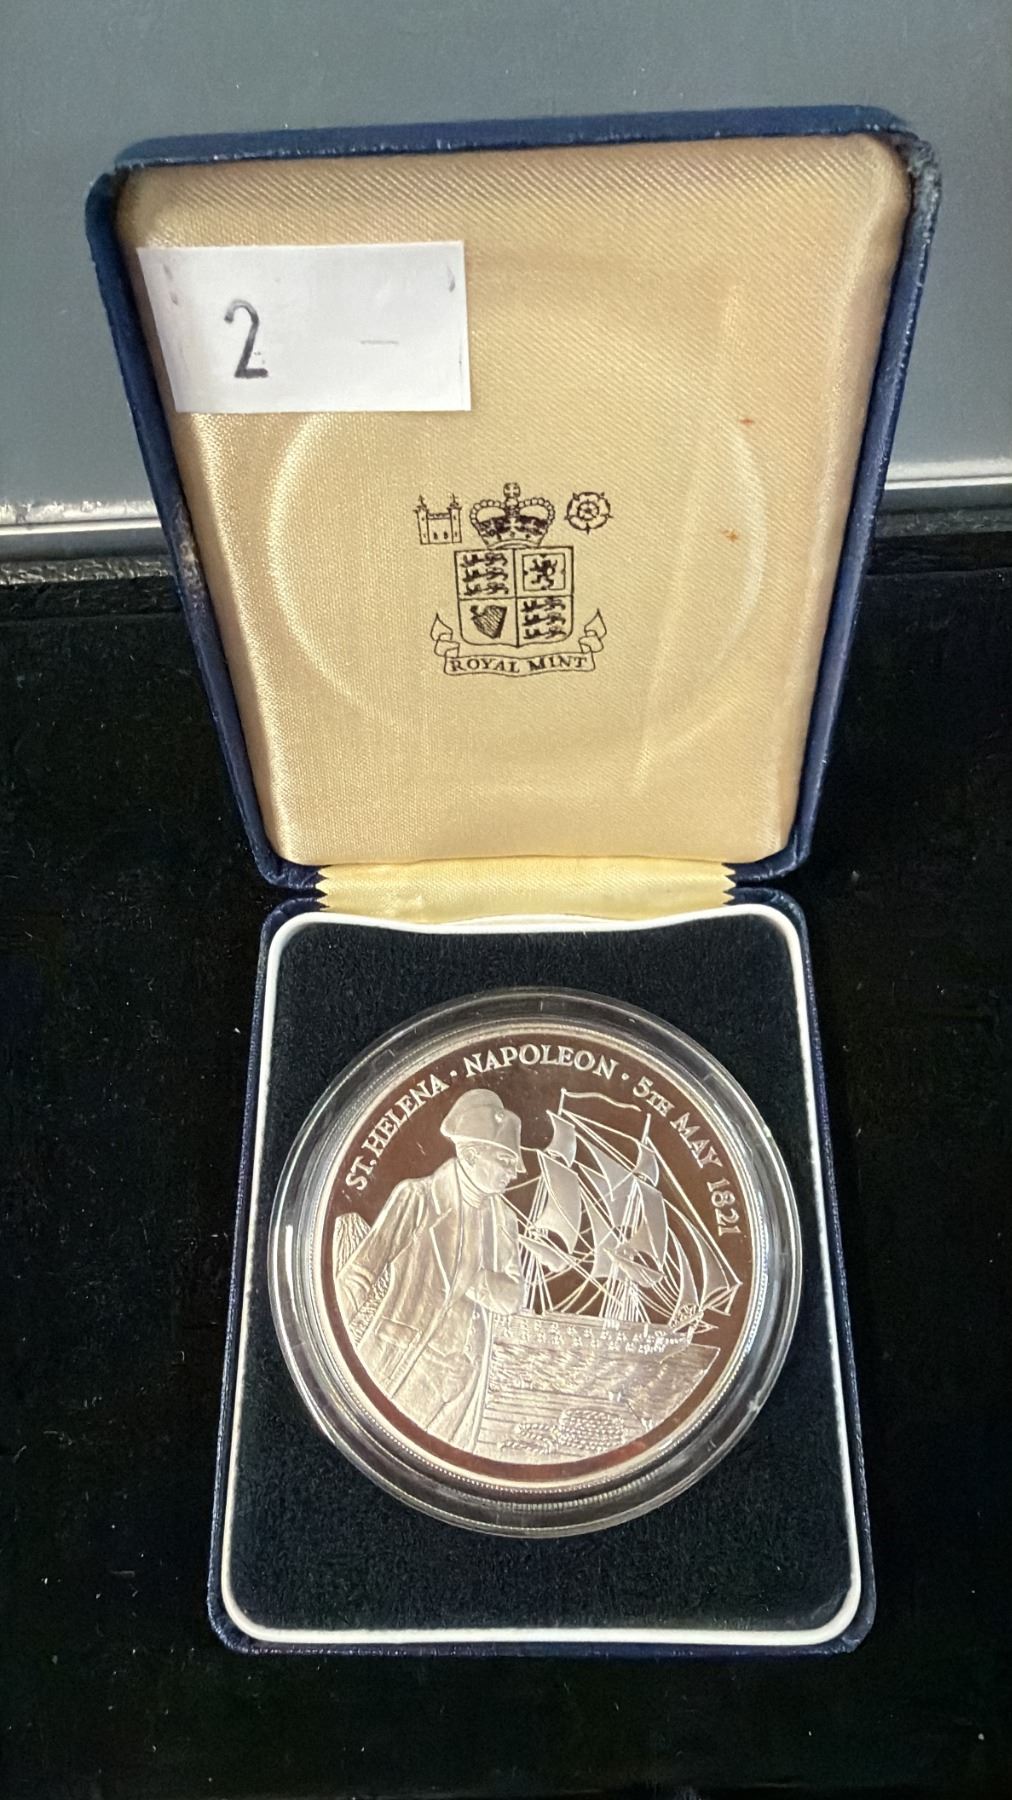 2 –
ROYAL MINT
ST. HELENA · NAPOLEON · 5TH MAY 1821